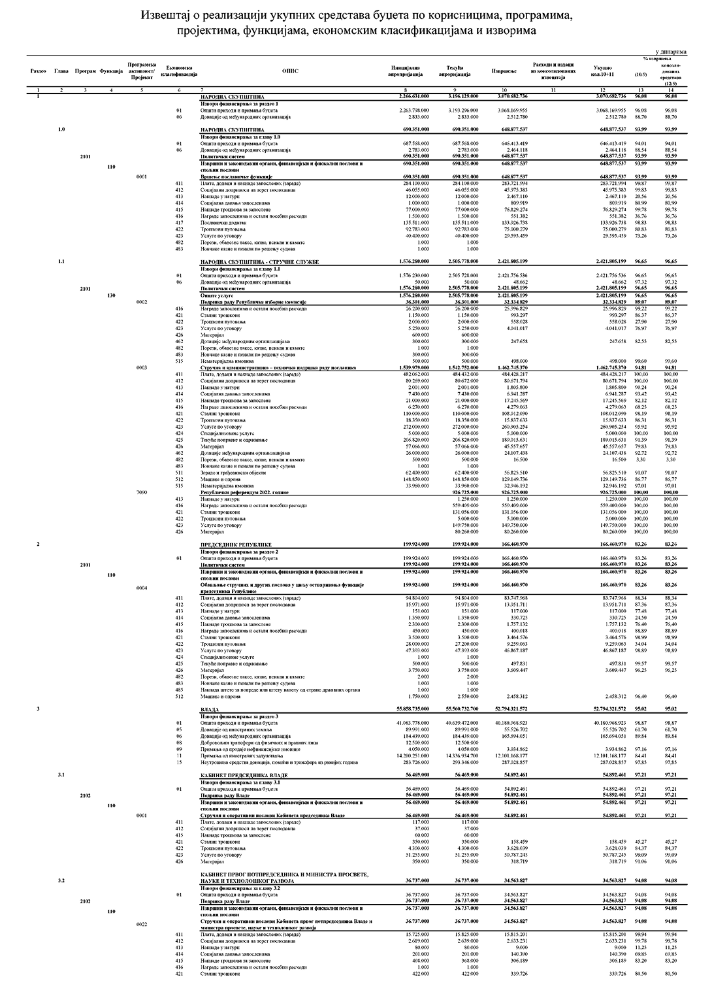 Извештај о реализацији укупних средстава буџета по корисницима, програмима,
пројектима, функцијама, економским класификацијама и изворима
у динарима
Раздео Глава Програм Функција Програмска активност/ Пројекат Економска класификација ОПИС Иницијална апропријација Текућа апропријација Извршење Расходи и издаци из консолидованих извештаја Укупно кол.10+11 % извршења (10:9) консоли-дованих средстава (12:9)
1 2 3 4 5 6 7 8 9 10 11 12 13 14
1 НАРОДНА СКУПШТИНА 2.266.631.000 3.196.129.000 3.070.682.736 3.070.682.736 96,08 96,08
Извори финансирања за раздео 1
01 Општи приходи и примања буџета 2.263.798.000 3.193.296.000 3.068.169.955 3.068.169.955 96,08 96,08
06 Донације од међународних организација 2.833.000 2.833.000 2.512.780 2.512.780 88,70 88,70
1.0 НАРОДНА СКУПШТИНА 690.351.000 690.351.000 648.877.537 648.877.537 93,99 93,99
Извори финансирања за главу 1.0
01 Општи приходи и примања буџета 687.568.000 687.568.000 646.413.419 646.413.419 94,01 94,01
06 Донације од међународних организација 2.783.000 2.783.000 2.464.118 2.464.118 88,54 88,54
2101 Политички систем 690.351.000 690.351.000 648.877.537 648.877.537 93,99 93,99
110 Извршни и законодавни органи, финансијски и фискални послови и спољни послови 690.351.000 690.351.000 648.877.537 648.877.537 93,99 93,99
0001 Вршење посланичке функције 690.351.000 690.351.000 648.877.537 648.877.537 93,99 93,99
411 Плате, додаци и накнаде запослених (зараде) 284.100.000 284.100.000 283.721.994 283.721.994 99,87 99,87
412 Социјални доприноси на терет послодавца 46.055.000 46.055.000 45.975.383 45.975.383 99,83 99,83
413 Накнаде у натури 12.000.000 12.000.000 2.467.110 2.467.110 20,56 20,56
414 Социјална давања запосленима 1.000.000 1.000.000 809.919 809.919 80,99 80,99
415 Накнаде трошкова за запослене 77.000.000 77.000.000 76.829.274 76.829.274 99,78 99,78
416 Награде запосленима и остали посебни расходи 1.500.000 1.500.000 551.382 551.382 36,76 36,76
417 Посланички додатак 135.511.000 135.511.000 133.926.738 133.926.738 98,83 98,83
422 Трошкови путовања 92.783.000 92.783.000 75.000.279 75.000.279 80,83 80,83
423 Услуге по уговору 40.400.000 40.400.000 29.595.459 29.595.459 73,26 73,26
482 Порези, обавезне таксе, казне, пенали и камате 1.000 1.000
483 Новчане казне и пенали по решењу судова 1.000 1.000
1.1 НАРОДНА СКУПШТИНА - СТРУЧНЕ СЛУЖБЕ 1.576.280.000 2.505.778.000 2.421.805.199 2.421.805.199 96,65 96,65
Извори финансирања за главу 1.1
01 Општи приходи и примања буџета 1.576.230.000 2.505.728.000 2.421.756.536 2.421.756.536 96,65 96,65
06 Донације од међународних организација 50.000 50.000 48.662 48.662 97,32 97,32
2101 Политички систем 1.576.280.000 2.505.778.000 2.421.805.199 2.421.805.199 96,65 96,65
130 Опште услуге 1.576.280.000 2.505.778.000 2.421.805.199 2.421.805.199 96,65 96,65
0002 Подршка раду Републичке изборне комисије 36.301.000 36.301.000 32.334.829 32.334.829 89,07 89,07
416 Награде запосленима и остали посебни расходи 26.200.000 26.200.000 25.996.829 25.996.829 99,22 99,22
421 Стални трошкови 1.150.000 1.150.000 993.297 993.297 86,37 86,37
422 Трошкови путовања 2.000.000 2.000.000 558.028 558.028 27,90 27,90
423 Услуге по уговору 5.250.000 5.250.000 4.041.017 4.041.017 76,97 76,97
426 Материјал 600.000 600.000
462 Дотације међународним организацијама 300.000 300.000 247.658 247.658 82,55 82,55
482 Порези, обавезне таксе, казне, пенали и камате 1.000 1.000
483 Новчане казне и пенали по решењу судова 300.000 300.000
515 Нематеријална имовина 500.000 500.000 498.000 498.000 99,60 99,60
0003 Стручна и административно – техничка подршка раду посланика 1.539.979.000 1.542.752.000 1.462.745.370 1.462.745.370 94,81 94,81
411 Плате, додаци и накнаде запослених (зараде) 482.062.000 484.432.000 484.428.217 484.428.217 100,00 100,00
412 Социјални доприноси на терет послодавца 80.269.000 80.672.000 80.671.794 80.671.794 100,00 100,00
413 Накнаде у натури 2.001.000 2.001.000 1.805.800 1.805.800 90,24 90,24
414 Социјална давања запосленима 7.430.000 7.430.000 6.941.287 6.941.287 93,42 93,42
415 Накнаде трошкова за запослене 21.000.000 21.000.000 17.245.569 17.245.569 82,12 82,12
416 Награде запосленима и остали посебни расходи 6.270.000 6.270.000 4.279.063 4.279.063 68,25 68,25
421 Стални трошкови 110.000.000 110.000.000 108.012.090 108.012.090 98,19 98,19
422 Трошкови путовања 18.350.000 18.350.000 15.837.633 15.837.633 86,31 86,31
423 Услуге по уговору 272.000.000 272.000.000 260.905.254 260.905.254 95,92 95,92
424 Специјализоване услуге 5.000.000 5.000.000 5.000.000 5.000.000 100,00 100,00
425 Текуће поправке и одржавање 206.820.000 206.820.000 189.015.631 189.015.631 91,39 91,39
426 Материјал 57.066.000 57.066.000 45.557.657 45.557.657 79,83 79,83
462 Дотације међународним организацијама 26.000.000 26.000.000 24.107.438 24.107.438 92,72 92,72
482 Порези, обавезне таксе, казне, пенали и камате 500.000 500.000 16.500 16.500 3,30 3,30
483 Новчане казне и пенали по решењу судова 1.000 1.000
511 Зграде и грађевински објекти 62.400.000 62.400.000 56.825.510 56.825.510 91,07 91,07
512 Машине и опрема 148.850.000 148.850.000 129.149.736 129.149.736 86,77 86,77
515 Нематеријална имовина 33.960.000 33.960.000 32.946.192 32.946.192 97,01 97,01
7090 Републички референдум 2022. године 926.725.000 926.725.000 926.725.000 100,00 100,00
413 Накнаде у натури 1.250.000 1.250.000 1.250.000 100,00 100,00
416 Награде запосленима и остали посебни расходи 559.409.000 559.409.000 559.409.000 100,00 100,00
421 Стални трошкови 131.056.000 131.056.000 131.056.000 100,00 100,00
422 Трошкови путовања 5.000.000 5.000.000 5.000.000 100,00 100,00
423 Услуге по уговору 149.750.000 149.750.000 149.750.000 100,00 100,00
426 Материјал 80.260.000 80.260.000 80.260.000 100,00 100,00
2 ПРЕДСЕДНИК РЕПУБЛИКЕ 199.924.000 199.924.000 166.460.970 166.460.970 83,26 83,26
Извори финансирања за раздео 2
01 Општи приходи и примања буџета 199.924.000 199.924.000 166.460.970 166.460.970 83,26 83,26
2101 Политички систем 199.924.000 199.924.000 166.460.970 166.460.970 83,26 83,26
110 Извршни и законодавни органи, финансијски и фискални послови и спољни послови 199.924.000 199.924.000 166.460.970 166.460.970 83,26 83,26
0004 Обављање стручних и других послова у циљу остваривања функције председника Републике 199.924.000 199.924.000 166.460.970 166.460.970 83,26 83,26
411 Плате, додаци и накнаде запослених (зараде) 94.804.000 94.804.000 83.747.968 83.747.968 88,34 88,34
412 Социјални доприноси на терет послодавца 15.971.000 15.971.000 13.951.711 13.951.711 87,36 87,36
413 Накнаде у натури 151.000 151.000 117.000 117.000 77,48 77,48
414 Социјална давања запосленима 1.350.000 1.350.000 330.725 330.725 24,50 24,50
415 Накнаде трошкова за запослене 2.300.000 2.300.000 1.757.132 1.757.132 76,40 76,40
416 Награде запосленима и остали посебни расходи 450.000 450.000 400.018 400.018 88,89 88,89
421 Стални трошкови 3.500.000 3.500.000 3.464.576 3.464.576 98,99 98,99
422 Трошкови путовања 28.000.000 27.200.000 9.259.063 9.259.063 34,04 34,04
423 Услуге по уговору 47.393.000 47.393.000 46.867.187 46.867.187 98,89 98,89
424 Специјализоване услуге 1.000 1.000
425 Текуће поправке и одржавање 500.000 500.000 497.831 497.831 99,57 99,57
426 Материјал 3.750.000 3.750.000 3.609.447 3.609.447 96,25 96,25
482 Порези, обавезне таксе, казне, пенали и камате 2.000 2.000
483 Новчане казне и пенали по решењу судова 1.000 1.000
485 Накнада штете за повреде или штету нанету од стране државних органа 1.000 1.000
512 Машине и опрема 1.750.000 2.550.000 2.458.312 2.458.312 96,40 96,40
3 ВЛАДА 55.858.735.000 55.560.732.700 52.794.321.572 52.794.321.572 95,02 95,02
Извори финансирања за раздео 3
01 Општи приходи и примања буџета 41.083.778.000 40.639.472.000 40.180.968.923 40.180.968.923 98,87 98,87
05 Донације од иностраних земаља 89.991.000 89.991.000 55.526.702 55.526.702 61,70 61,70
06 Донације од међународних организација 184.439.000 184.439.000 165.694.051 165.694.051 89,84 89,84
08 Добровољни трансфери од физичких и правних лица 12.500.000 12.500.000
09 Примања од продаје нефинансијске имовине 4.050.000 4.050.000 3.934.862 3.934.862 97,16 97,16
11 Примања од иностраних задуживања 14.200.251.000 14.336.934.700 12.101.168.177 12.101.168.177 84,41 84,41
15 Неутрошена средства донација, помоћи и трансфера из ранијих година 283.726.000 293.346.000 287.028.857 287.028.857 97,85 97,85
3.1 КАБИНЕТ ПРЕДСЕДНИКА ВЛАДЕ 56.469.000 56.469.000 54.892.461 54.892.461 97,21 97,21
Извори финансирања за главу 3.1
01 Општи приходи и примања буџета 56.469.000 56.469.000 54.892.461 54.892.461 97,21 97,21
2102 Подршка раду Владе 56.469.000 56.469.000 54.892.461 54.892.461 97,21 97,21
110 Извршни и законодавни органи, финансијски и фискални послови и спољни послови 56.469.000 56.469.000 54.892.461 54.892.461 97,21 97,21
0001 Стручни и оперативни послови Кабинета председника Владе 56.469.000 56.469.000 54.892.461 54.892.461 97,21 97,21
411 Плате, додаци и накнаде запослених (зараде) 117.000 117.000
412 Социјални доприноси на терет послодавца 37.000 37.000
415 Накнаде трошкова за запослене 60.000 60.000
421 Стални трошкови 350.000 350.000 158.459 158.459 45,27 45,27
422 Трошкови путовања 4.300.000 4.300.000 3.628.039 3.628.039 84,37 84,37
423 Услуге по уговору 51.255.000 51.255.000 50.787.245 50.787.245 99,09 99,09
426 Материјал 350.000 350.000 318.719 318.719 91,06 91,06
3.2 КАБИНЕТ ПРВОГ ПОТПРЕДСЕДНИКА И МИНИСТРА ПРОСВЕТЕ, НАУКЕ И ТЕХНОЛОШКОГ РАЗВОЈА 36.737.000 36.737.000 34.563.827 34.563.827 94,08 94,08
Извори финансирања за главу 3.2
01 Општи приходи и примања буџета 36.737.000 36.737.000 34.563.827 34.563.827 94,08 94,08
2102 Подршка раду Владе 36.737.000 36.737.000 34.563.827 34.563.827 94,08 94,08
110 Извршни и законодавни органи, финансијски и фискални послови и спољни послови 36.737.000 36.737.000 34.563.827 34.563.827 94,08 94,08
0022 Стручни и оперативни послови Кабинета првог потпредседника Владе и министра просвете, науке и технолошког развоја 36.737.000 36.737.000 34.563.827 34.563.827 94,08 94,08
411 Плате, додаци и накнаде запослених (зараде) 15.725.000 15.825.000 15.815.201 15.815.201 99,94 99,94
412 Социјални доприноси на терет послодавца 2.619.000 2.639.000 2.633.231 2.633.231 99,78 99,78
413 Накнаде у натури 80.000 80.000 9.000 9.000 11,25 11,25
414 Социјална давања запосленима 201.000 201.000 140.390 140.390 69,85 69,85
415 Накнаде трошкова за запослене 408.000 368.000 306.189 306.189 83,20 83,20
416 Награде запосленима и остали посебни расходи 1.000 1.000
421 Стални трошкови 422.000 422.000 339.726 339.726 80,50 80,50